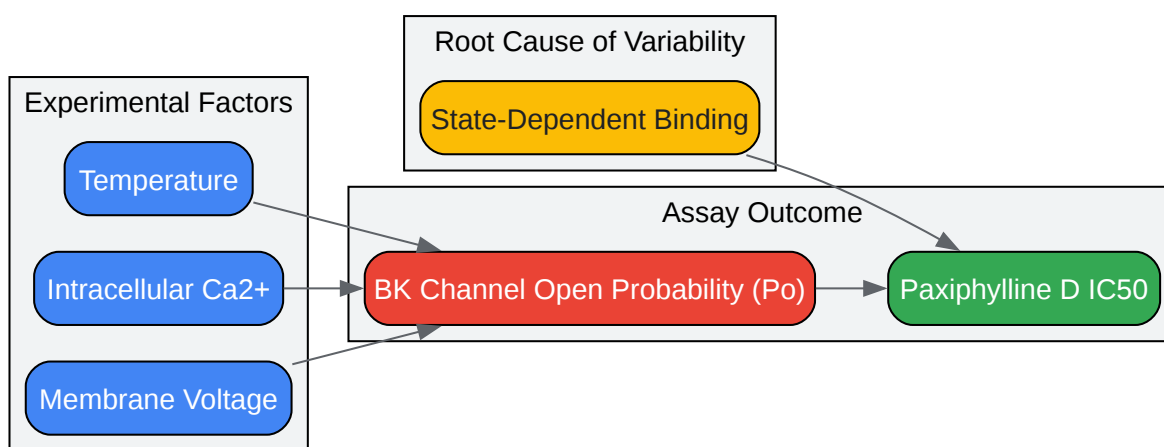 Root Cause of Variability
State-Dependent Binding
Experimental Factors
Temperature
Intracellular Ca2+
Membrane Voltage
Assay Outcome
BK Channel Open Probability (Po)
Paxiphylline D IC50